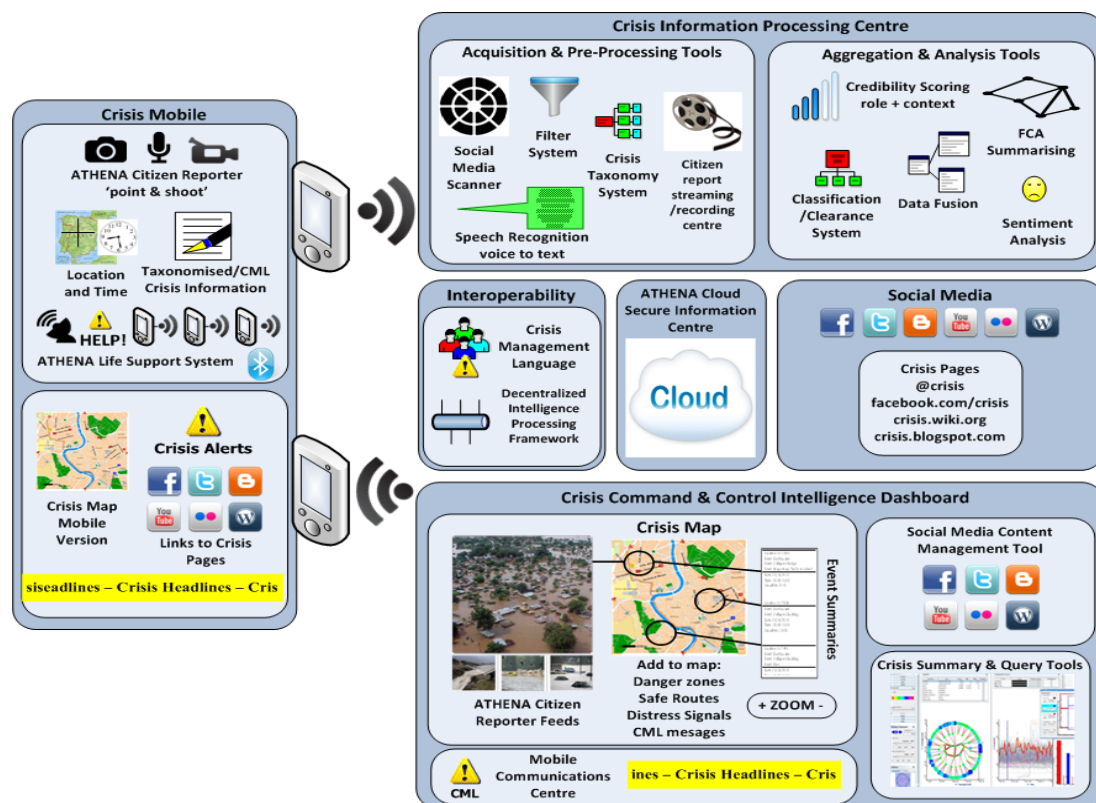 Crisis Mobile
ATHENA Citizen Reporter
‘point & shoot’
Location
and Time
Taxonomised/CML
Crisis Information
HELP!
ATHENA Life Support System
Crisis Map
Mobile
Version
Crisis Alerts
You
Tube
Links to Crisis
Pages
siseadlines – Crisis Headlines – Cris
Crisis Information Processing Centre
Acquisition & Pre-Processing Tools
Social
Media
Scanner
Filter
System
Crisis
Taxonomy
System
Citizen
report
streaming
/recording
centre
Speech Recognition
voice to text
Aggregation & Analysis Tools
Credibility Scoring
role + context
FCA
Summarising
Classification
/Clearance
System
Data Fusion
Sentiment
Analysis
Interoperability
Crisis
Management
Language
Decentralized
Intelligence
Processing
Framework
ATHENA Cloud
Secure Information
Centre
Cloud
Social Media
You
Tube
Crisis Pages
@crisis
facebook.com/crisis
crisis.wiki.org
crisis.blogspot.com
Crisis Command & Control Intelligence Dashboard
Crisis Map
ATHENA Citizen
Reporter Feeds
Add to map:
Danger zones
Safe Routes
Distress Signals
CML mesages
Event Summaries
+ ZOOM -
CML
Mobile
Communications
Centre
ines – Crisis Headlines – Cris
Social Media Content
Management Tool
You
Tube
Crisis Summary & Query Tools